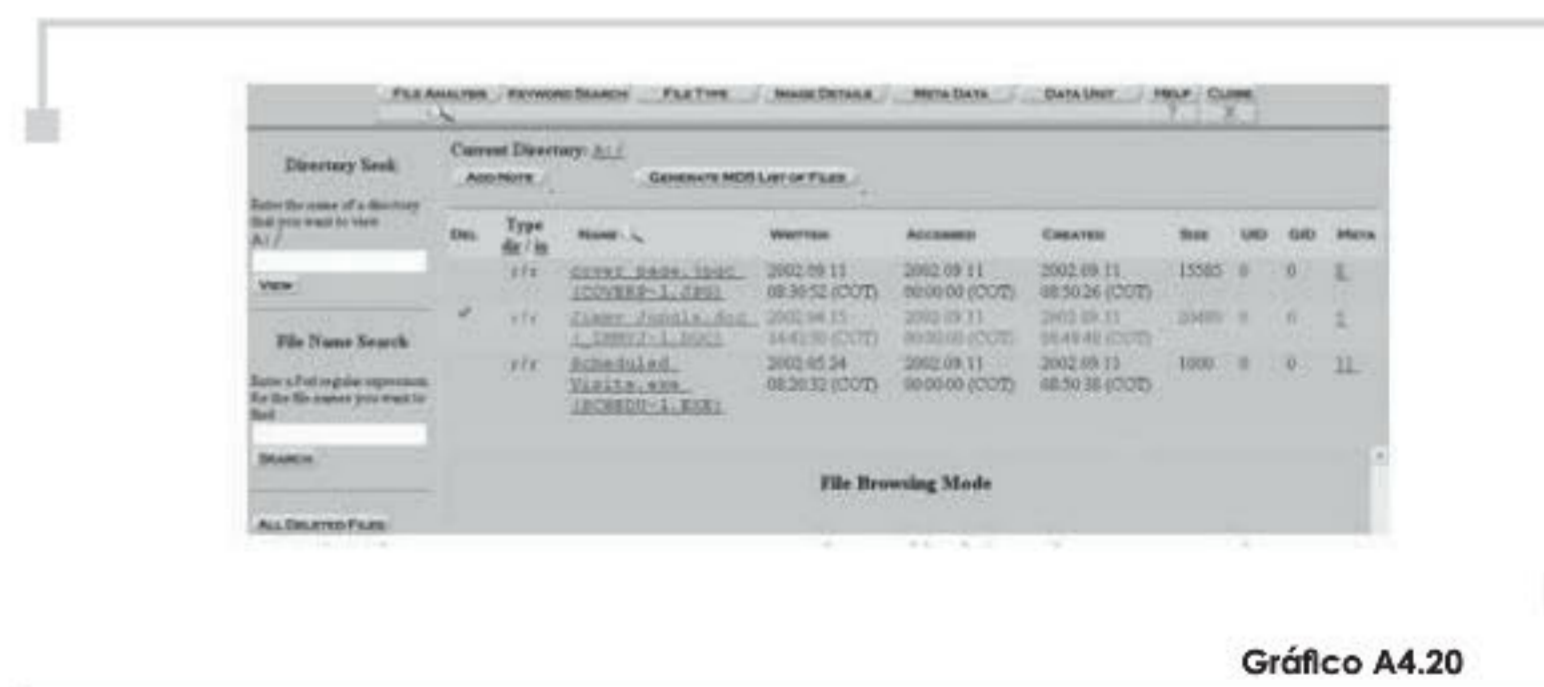 FILE ANALYSIS KEYWORD SEARCH FILE TYPE IMAGE DETAILS META DATA DATA UNIT HELP CLOSE
? X
Directory Seek
Enter the name of a directory
that you want to view
A:/
VIEW
File Name Search
Enter a Perl regular expression
for the file names you want to
find
SEARCH
ALL DELETED FILES
Current Directory: A:/
ADD NOTE GENERATE MD5 LIST OF FILES
DEL Type NAME WRITTEN ACCESSED CREATED SIZE UID GID META
dir / in
r/r cover page.jpgc 2002.09.11 2002.09.11 2002.09.11 15585 0 0 8
(COVERP~1.JPG) 08:30:52 (COT) 00:00:00 (COT) 08:50:26 (COT)
r/r Jimmy Jungle.doc 2002.04.15 2002.09.11 2002.09.11 20480 0 0 5
(_IMMYJ~1.DOC) (COT) 00:00:00 (COT) (COT)
r/r Scheduled 2002.05.24 2002.09.11 2002.09.11 1000 0 0 11
Visits.exe 08:20:32 (COT) 00:00:00 (COT) 08:50:38 (COT)
(SCHEDU~1.EXE)
File Browsing Mode
Gráfico A4.20